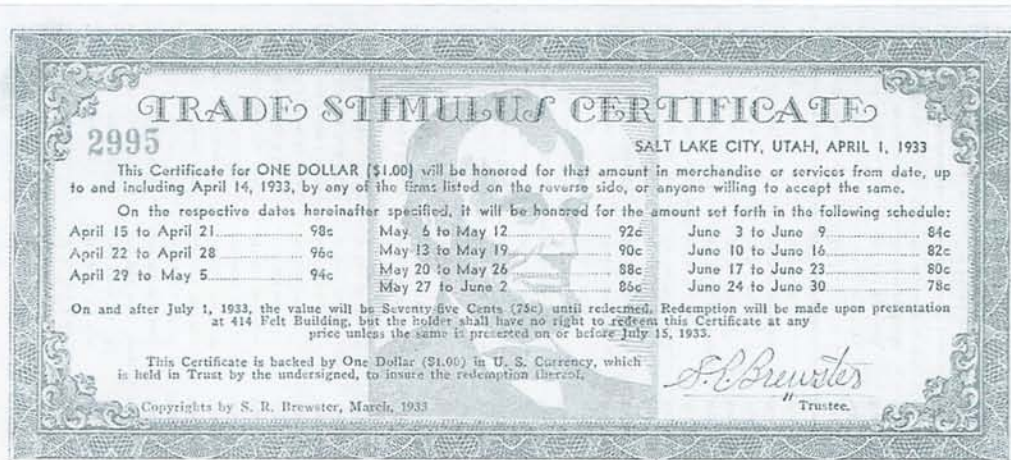 TRADE STIMULUS CERTIFICATE
2995
SALT LAKE CITY, UTAH, APRIL 1, 1933
This Certificate for ONE DOLLAR ($1.00) will be honored for that amount in merchandise or services from date, up
to and including April 14, 1933, by any of the firms listed on the reverse side, or anyone willing to accept the same.
On the respective dates hereinafter specified, it will be honored for the amount set forth in the following schedule:
April 15 to April 21 98c
April 22 to April 28 96c
April 29 to May 5 94c
May 6 to May 12 92c
May 13 to May 19 90c
May 20 to May 26 88c
May 27 to June 2 86c
June 3 to June 9 84c
June 10 to June 16 82c
June 17 to June 23 80c
June 24 to June 30 78c
On and after July 1, 1933, the value will be Seventy-five Cents (75c) until redeemed. Redemption will be made upon presentation
at 414 Felt Building, but the holder shall have no right to redeem this Certificate at any
price unless the same is presented on or before July 15, 1933.
This Certificate is backed by One Dollar ($1.00) in U. S. Currency, which
is held in Trust by the undersigned, to insure the redemption thereof.
S. R. Brewster
Trustee.
Copyrights by S. R. Brewster, March, 1933